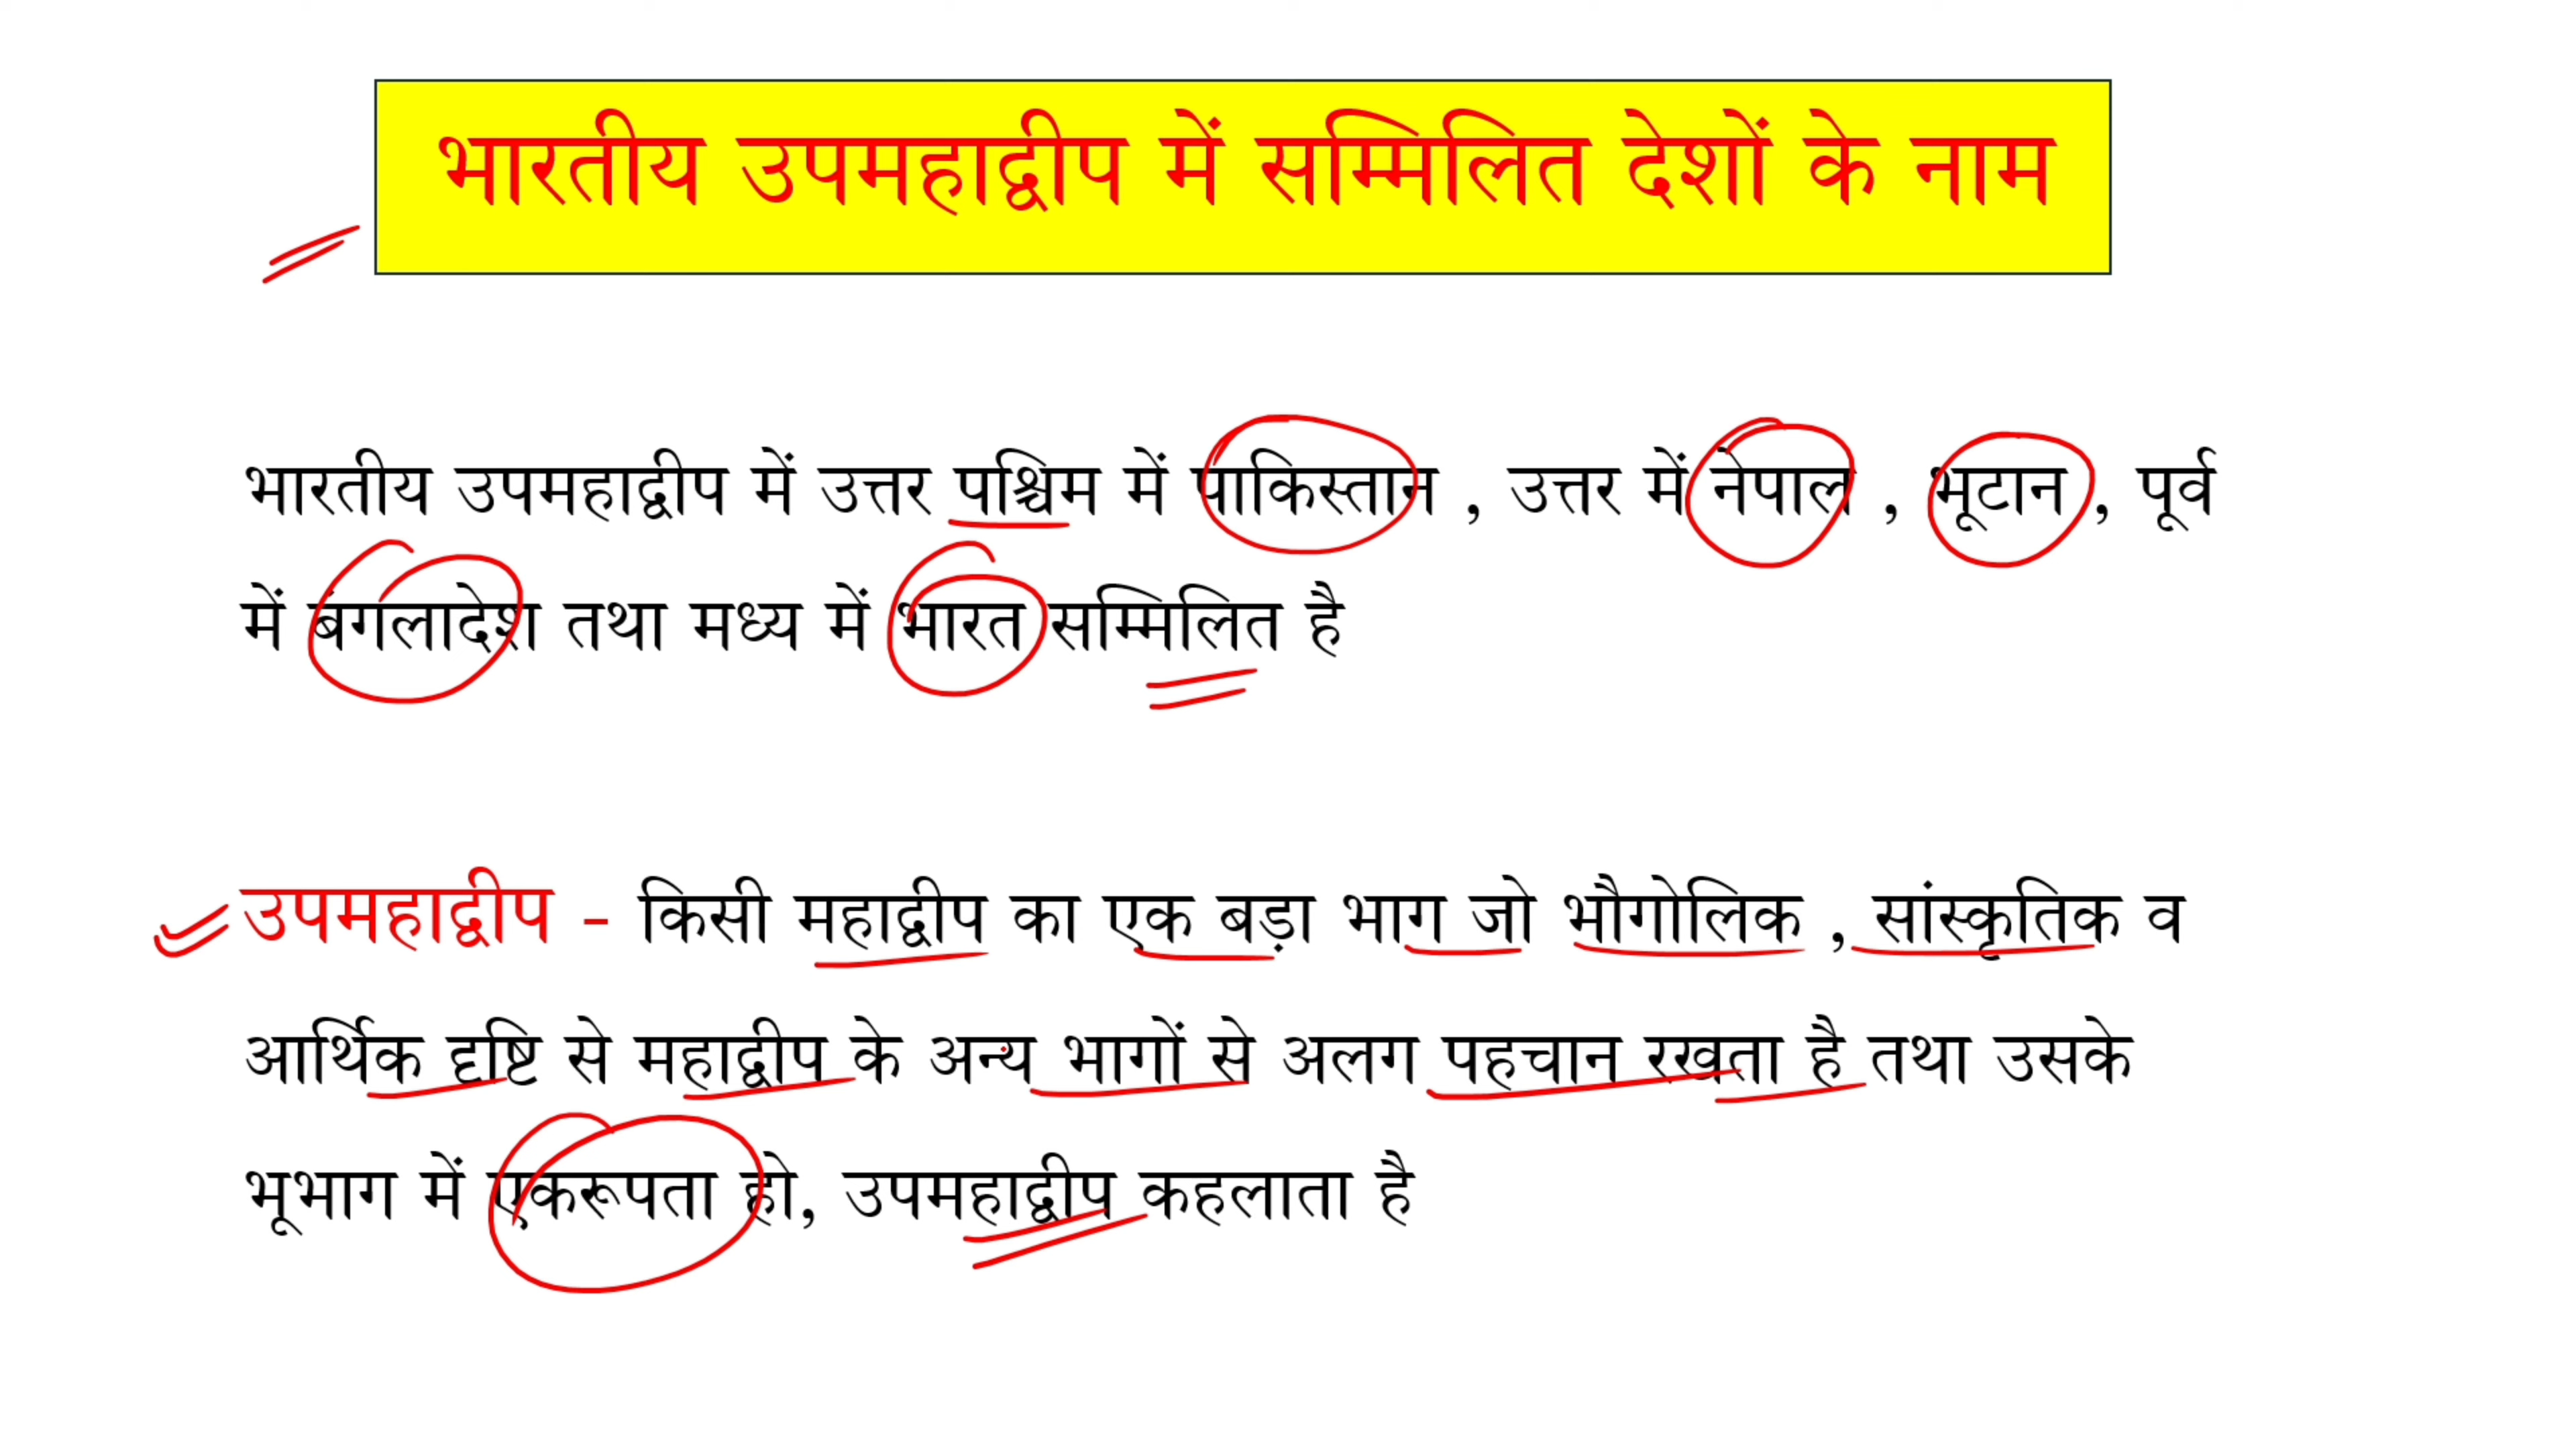 भारतीय उपमहाद्वीप में सम्मिलित देशों के नाम
भारतीय उपमहाद्वीप में उत्तर पश्चिम में पाकिस्तान , उत्तर में नेपाल , भूटान , पूर्व
में बंगलादेश तथा मध्य में भारत सम्मिलित है
उपमहाद्वीप - किसी महाद्वीप का एक बड़ा भाग जो भौगोलिक , सांस्कृतिक व
आर्थिक दृष्टि से महाद्वीप के अन्य भागों से अलग पहचान रखता है तथा उसके
भूभाग में एकरूपता हो, उपमहाद्वीप कहलाता है